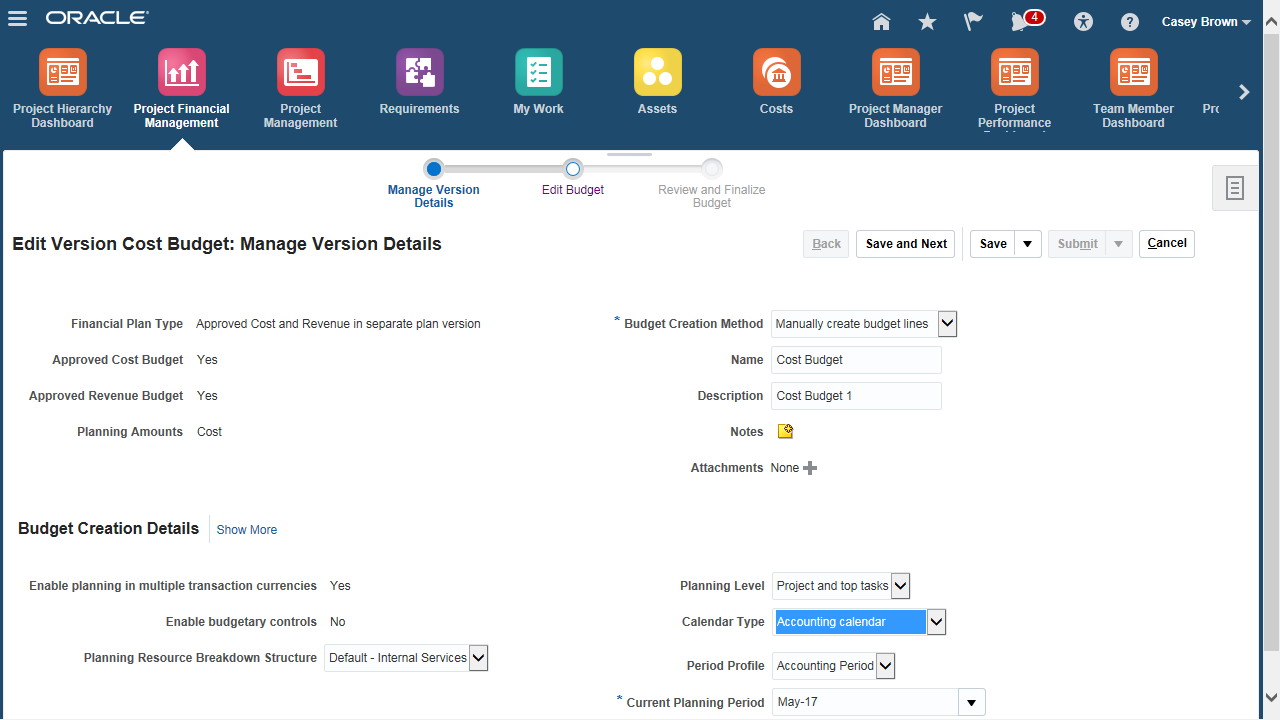 ORACLE
4
Casey Brown
Project Hierarchy
Dashboard
Project Financial
Management
Project
Management
Requirements
My Work
Assets
Costs
Project Manager
Dashboard
Project
Performance
Team Member
Dashboard
Manage Version
Details
Edit Budget
Review and Finalize
Budget
Edit Version Cost Budget: Manage Version Details
Back
Save and Next
Save
Submit
Cancel
Financial Plan Type Approved Cost and Revenue in separate plan version
Approved Cost Budget Yes
Approved Revenue Budget Yes
Planning Amounts Cost
* Budget Creation Method Manually create budget lines
Name Cost Budget
Description Cost Budget 1
Notes
Attachments None
Budget Creation Details Show More
Enable planning in multiple transaction currencies Yes
Enable budgetary controls No
Planning Resource Breakdown Structure Default - Internal Services
Planning Level Project and top tasks
Calendar Type Accounting calendar
Period Profile Accounting Period
* Current Planning Period May-17